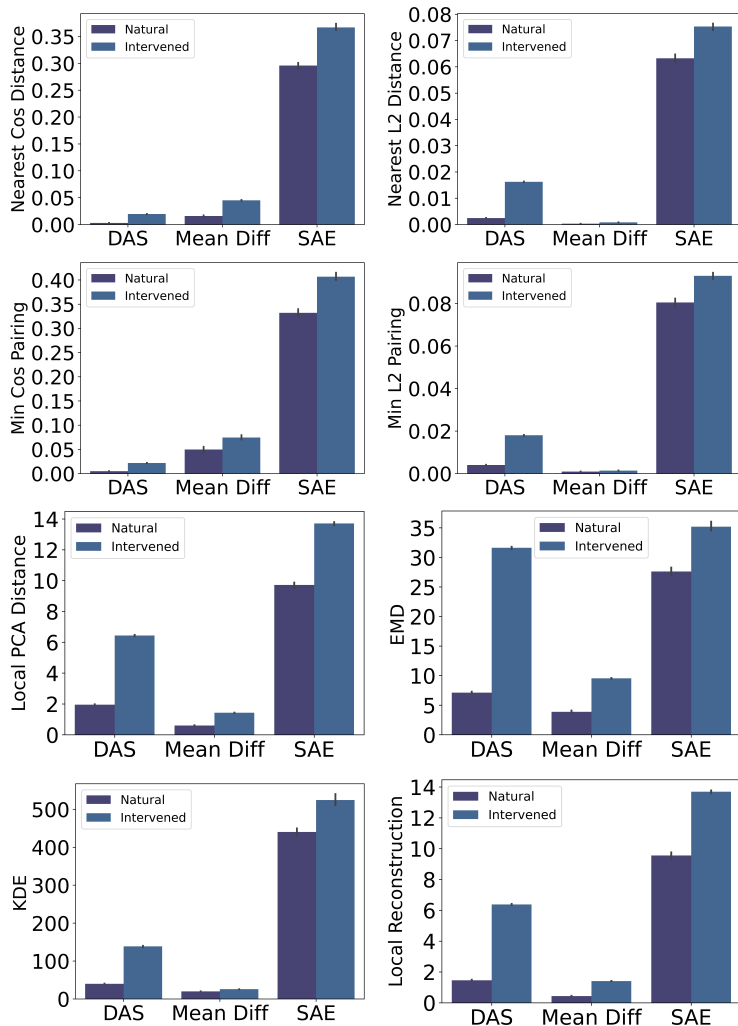 Nearest Cos Distance
0.35
0.30
0.25
0.20
0.15
0.10
0.05
0.00
Natural
Intervened
DAS Mean Diff SAE
Nearest L2 Distance
0.08
0.07
0.06
0.05
0.04
0.03
0.02
0.01
0.00
Natural
Intervened
DAS Mean Diff SAE
Min Cos Pairing
0.40
0.35
0.30
0.25
0.20
0.15
0.10
0.05
0.00
Natural
Intervened
DAS Mean Diff SAE
Min L2 Pairing
0.08
0.06
0.04
0.02
0.00
Natural
Intervened
DAS Mean Diff SAE
Local PCA Distance
14
12
10
8
6
4
2
0
Natural
Intervened
DAS Mean Diff SAE
EMD
35
30
25
20
15
10
5
0
Natural
Intervened
DAS Mean Diff SAE
KDE
500
400
300
200
100
0
Natural
Intervened
DAS Mean Diff SAE
Local Reconstruction
14
12
10
8
6
4
2
0
Natural
Intervened
DAS Mean Diff SAE